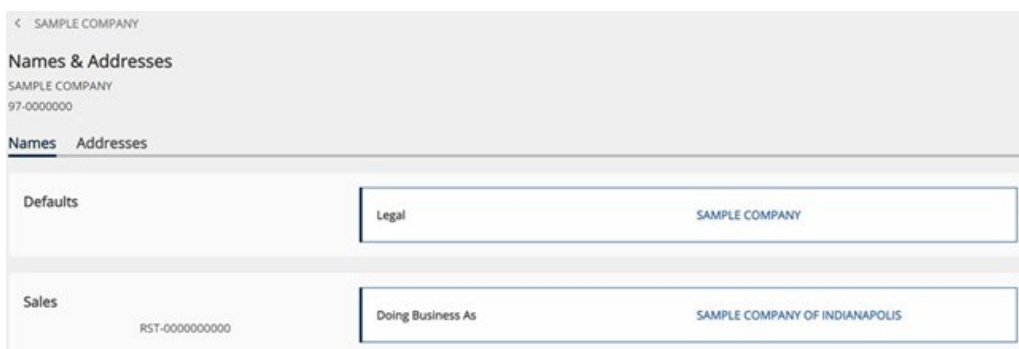 < SAMPLE COMPANY
Names & Addresses
SAMPLE COMPANY
97-0000000
Names Addresses
Defaults
Legal SAMPLE COMPANY
Sales
RST-0000000000
Doing Business As SAMPLE COMPANY OF INDIANAPOLIS